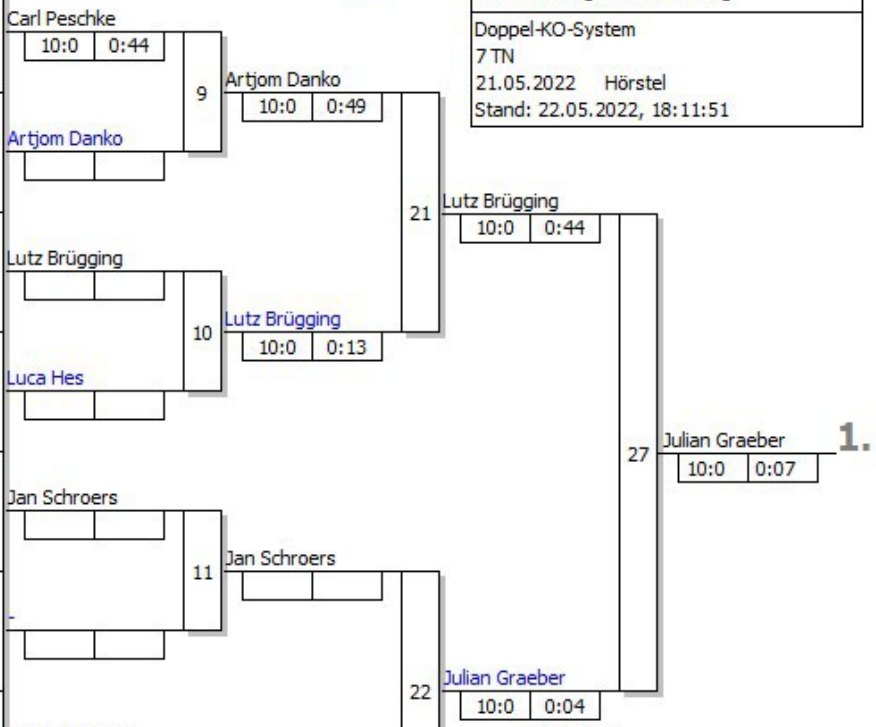 Doppel-KO-System
7 TN
21.05.2022 Hörstel
Stand: 22.05.2022, 18:11:51
Carl Peschke
10:0 0:44
9
Artjom Danko
10:0 0:49
Artjom Danko
21
Lutz Brügging
10:0 0:44
Lutz Brügging
10
Lutz Brügging
10:0 0:13
Luca Hes
27
Julian Graeber
10:0 0:07
1.
Jan Schroers
11
Jan Schroers
-
22
Julian Graeber
10:0 0:04